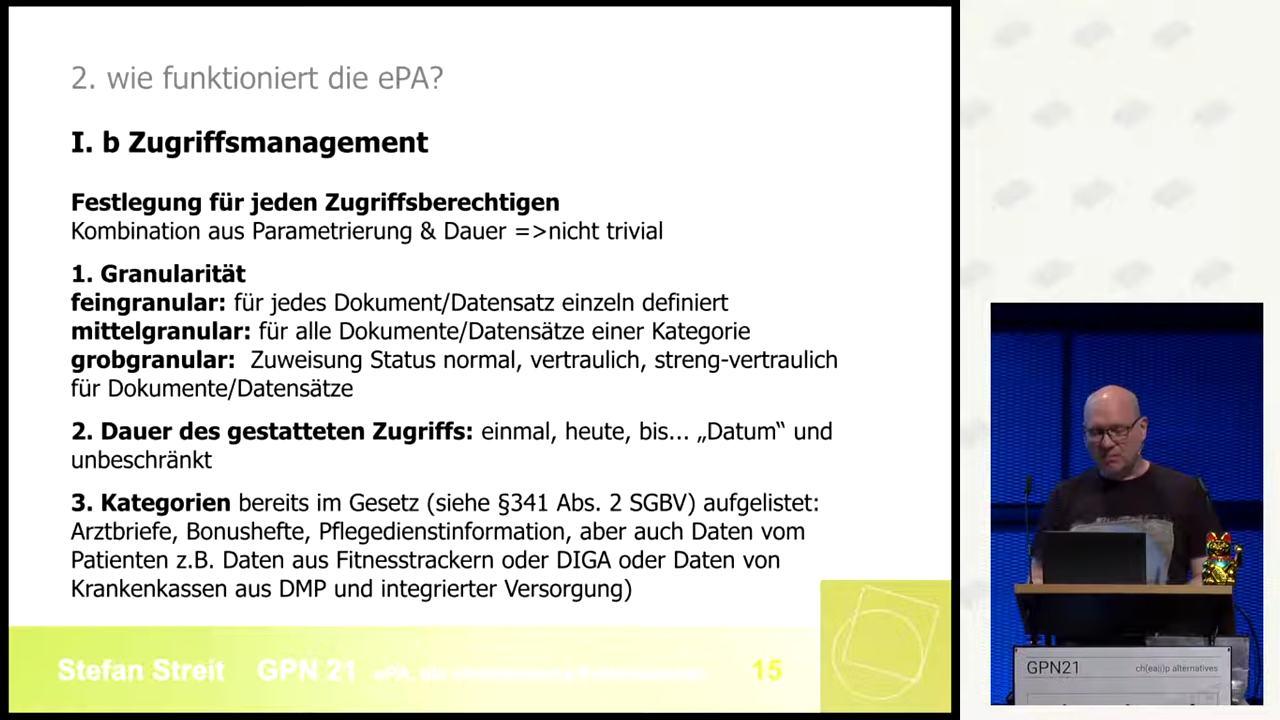 2. wie funktioniert die ePA?
I. b Zugriffsmanagement
Festlegung für jeden Zugriffsberechtigen
Kombination aus Parametrierung & Dauer =>nicht trivial
1. Granularität
feingranular: für jedes Dokument/Datensatz einzeln definiert
mittelgranular: für alle Dokumente/Datensätze einer Kategorie
grobgranular: Zuweisung Status normal, vertraulich, streng-vertraulich
für Dokumente/Datensätze
2. Dauer des gestatteten Zugriffs: einmal, heute, bis... „Datum“ und
unbeschränkt
3. Kategorien bereits im Gesetz (siehe §341 Abs. 2 SGBV) aufgelistet:
Arztbriefe, Bonushefte, Pflegedienstinformation, aber auch Daten vom
Patienten z.B. Daten aus Fitnesstrackern oder DIGA oder Daten von
Krankenkassen aus DMP und integrierter Versorgung)
Stefan Streit GPN 21 ePA, die 15
GPN21 ch(ea)p alternatives